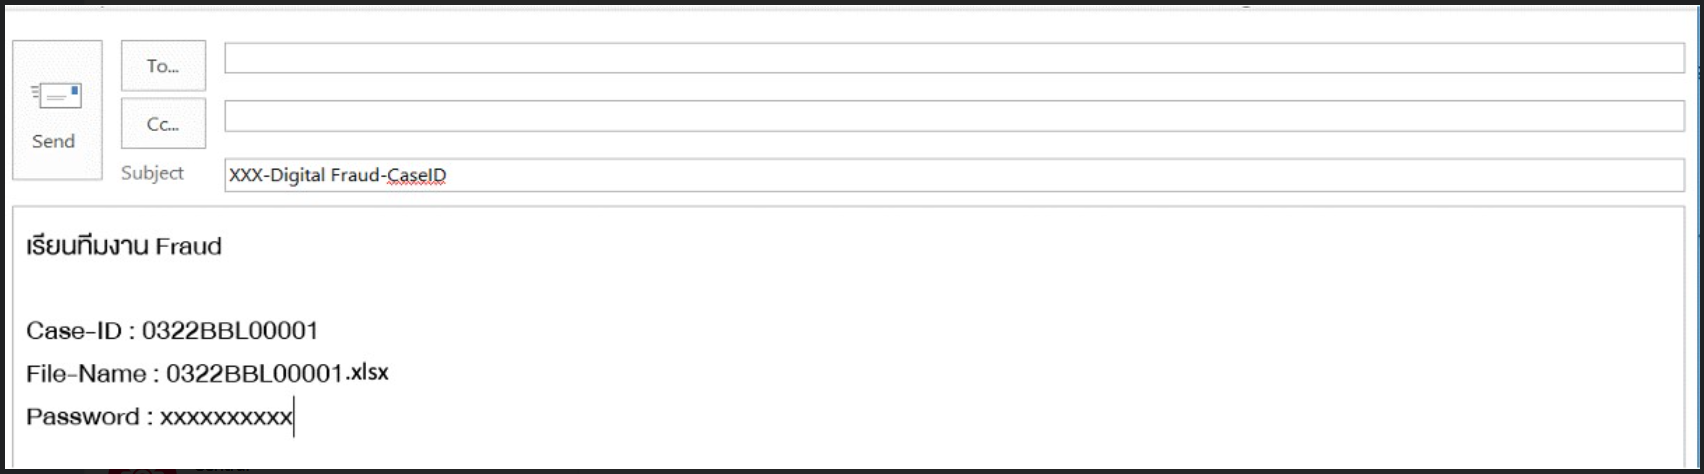 To...
Cc...
Send
Subject
XXX-Digital Fraud-CaseID
เรียนทีมงาน Fraud
Case-ID : 0322BBL00001
File-Name : 0322BBL00001.xlsx
Password : xxxxxxxxxx